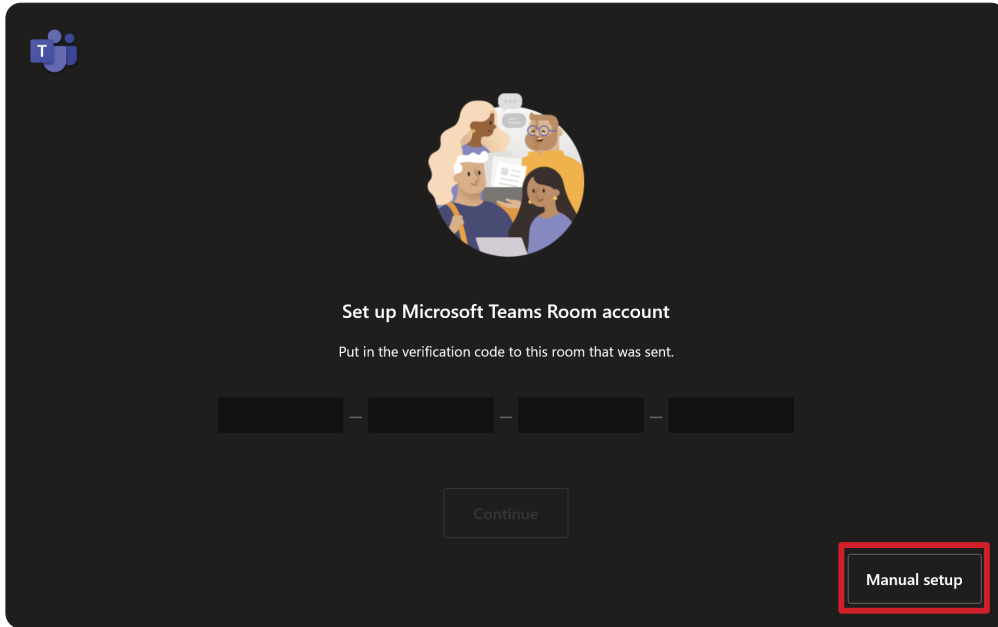 T
Set up Microsoft Teams Room account
Put in the verification code to this room that was sent.
— — —
Continue
Manual setup